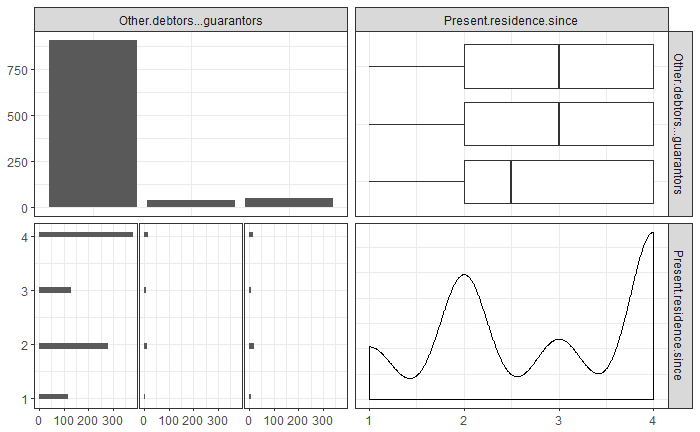 Other.debtors...guarantors
Present.residence.since
750
500
250
0
Other.debtors...guarantors
4
3
2
1
Present.residence.since
0 100 200 300
0 100 200 300
0 100 200 300
1 2 3 4